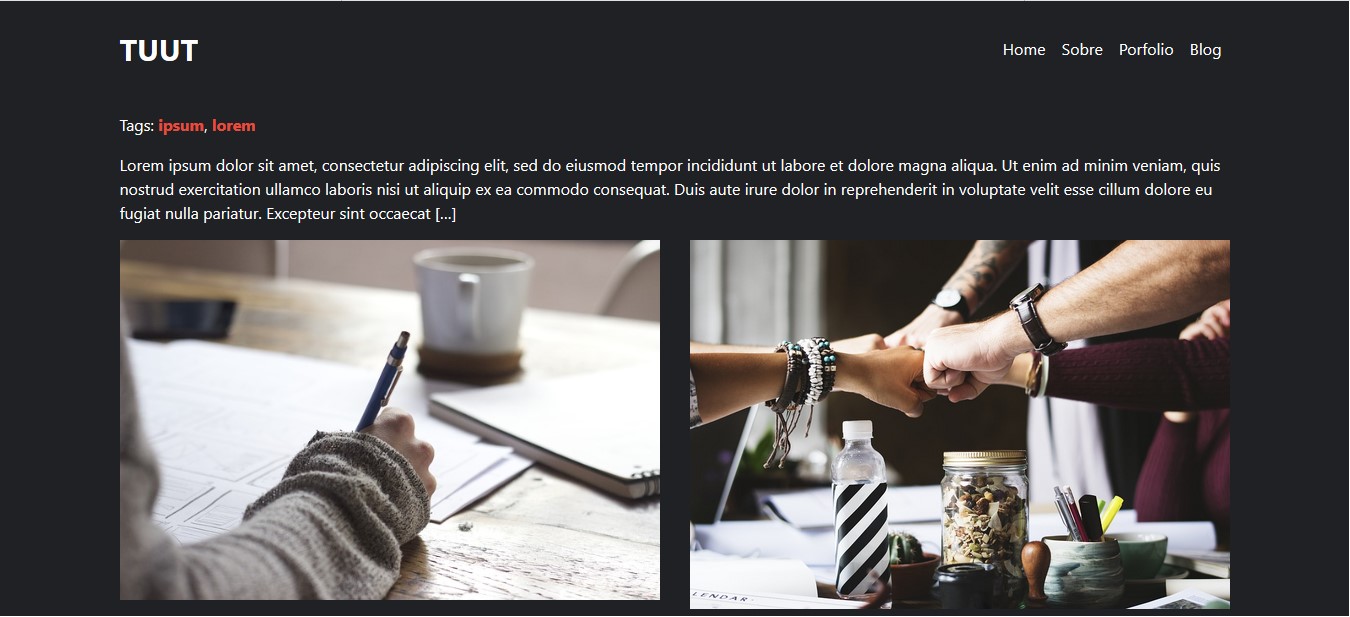 TUUT
Home Sobre Porfolio Blog
Tags: ipsum, lorem
Lorem ipsum dolor sit amet, consectetur adipiscing elit, sed do eiusmod tempor incididunt ut labore et dolore magna aliqua. Ut enim ad minim veniam, quis
nostrud exercitation ullamco laboris nisi ut aliquip ex ea commodo consequat. Duis aute irure dolor in reprehenderit in voluptate velit esse cillum dolore eu
fugiat nulla pariatur. Excepteur sint occaecat [...]
LENDAR: